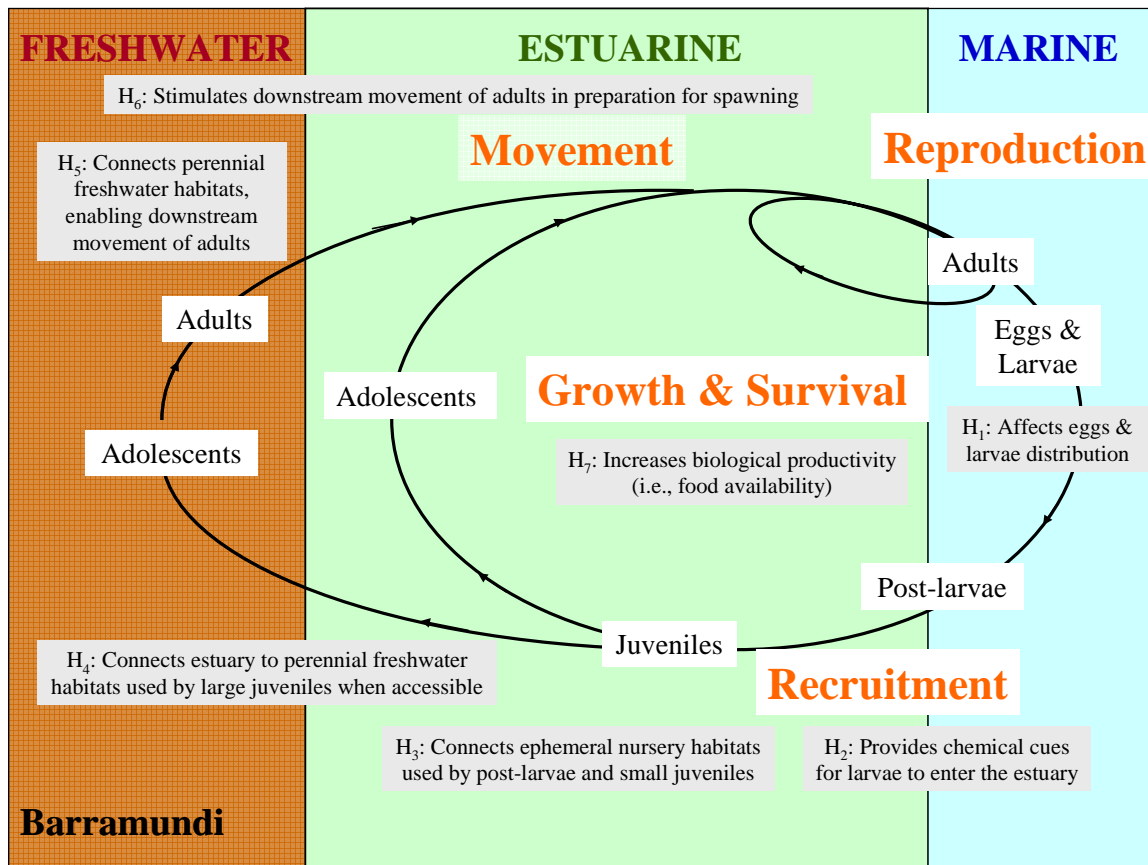 FRESHWATER
ESTUARINE
MARINE
H₆: Stimulates downstream movement of adults in preparation for spawning
Movement
Reproduction
H₅: Connects perennial
freshwater habitats,
enabling downstream
movement of adults
Adults
Adults
Eggs &
Larvae
Adolescents
Growth & Survival
Adolescents
H₁: Affects eggs &
larvae distribution
H₇: Increases biological productivity
(i.e., food availability)
Post-larvae
Juveniles
H₄: Connects estuary to perennial freshwater
habitats used by large juveniles when accessible
Recruitment
H₃: Connects ephemeral nursery habitats
used by post-larvae and small juveniles
H₂: Provides chemical cues
for larvae to enter the estuary
Barramundi